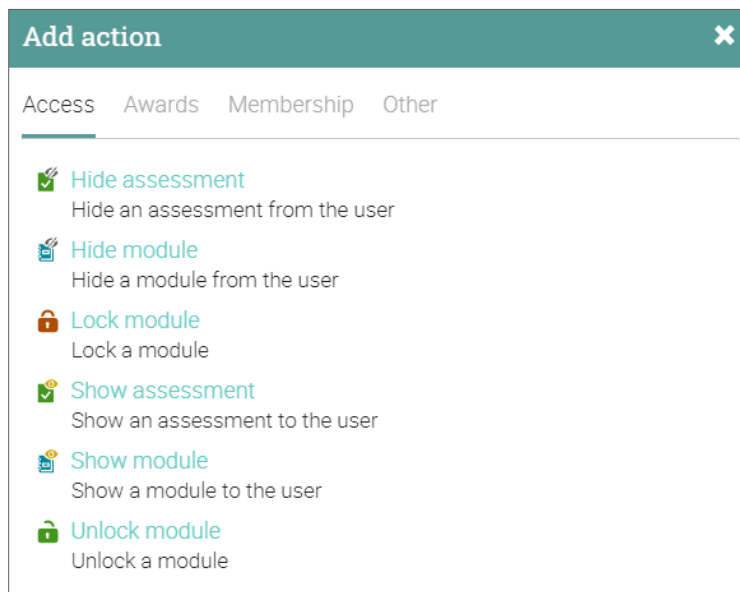 Add action
Access Awards Membership Other
Hide assessment
Hide an assessment from the user
Hide module
Hide a module from the user
Lock module
Lock a module
Show assessment
Show an assessment to the user
Show module
Show a module to the user
Unlock module
Unlock a module